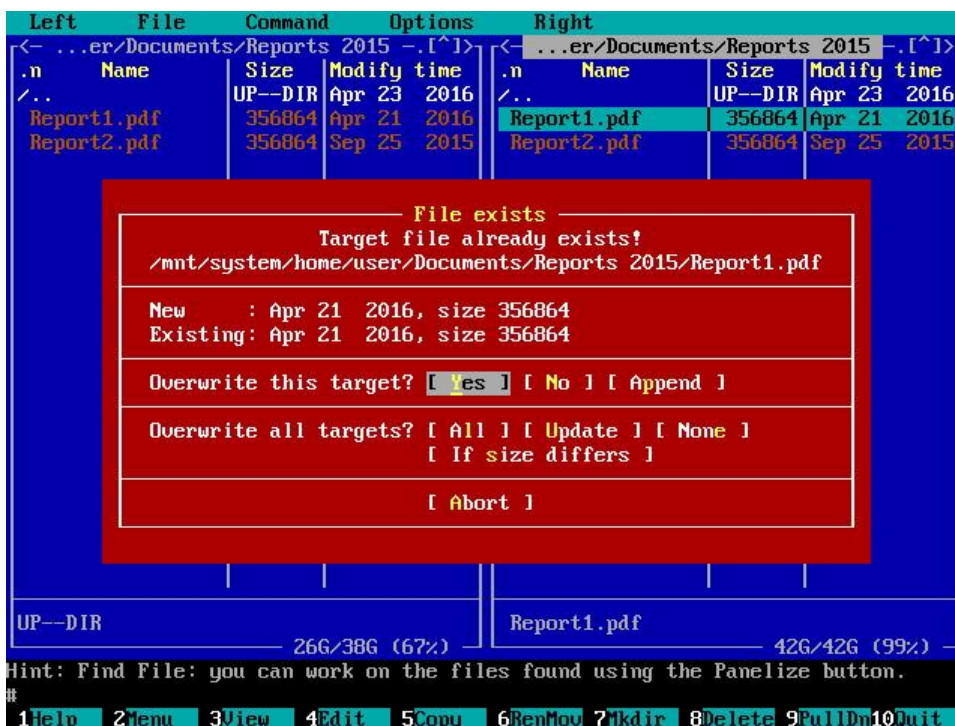 Left File Command Options Right
<- ...er/Documents/Reports 2015 -.[^]> <- ...er/Documents/Reports 2015 -.[^]>
.n Name Size Modify time .n Name Size Modify time
/.. UP--DIR Apr 23 2016 /.. UP--DIR Apr 23 2016
Report1.pdf 356864 Apr 21 2016 Report1.pdf 356864 Apr 21 2016
Report2.pdf 356864 Sep 25 2015 Report2.pdf 356864 Sep 25 2015
File exists
Target file already exists!
/mnt/system/home/user/Documents/Reports 2015/Report1.pdf
New : Apr 21 2016, size 356864
Existing: Apr 21 2016, size 356864
Overwrite this target? [ Yes ] [ No ] [ Append ]
Overwrite all targets? [ All ] [ Update ] [ None ]
[ If size differs ]
[ Abort ]
UP--DIR Report1.pdf
26G/38G (67%) 42G/42G (99%)
Hint: Find File: you can work on the files found using the Panelize button.
#
1Help 2Menu 3View 4Edit 5Copy 6RenMov 7Mkdir 8Delete 9PullDn 10Quit